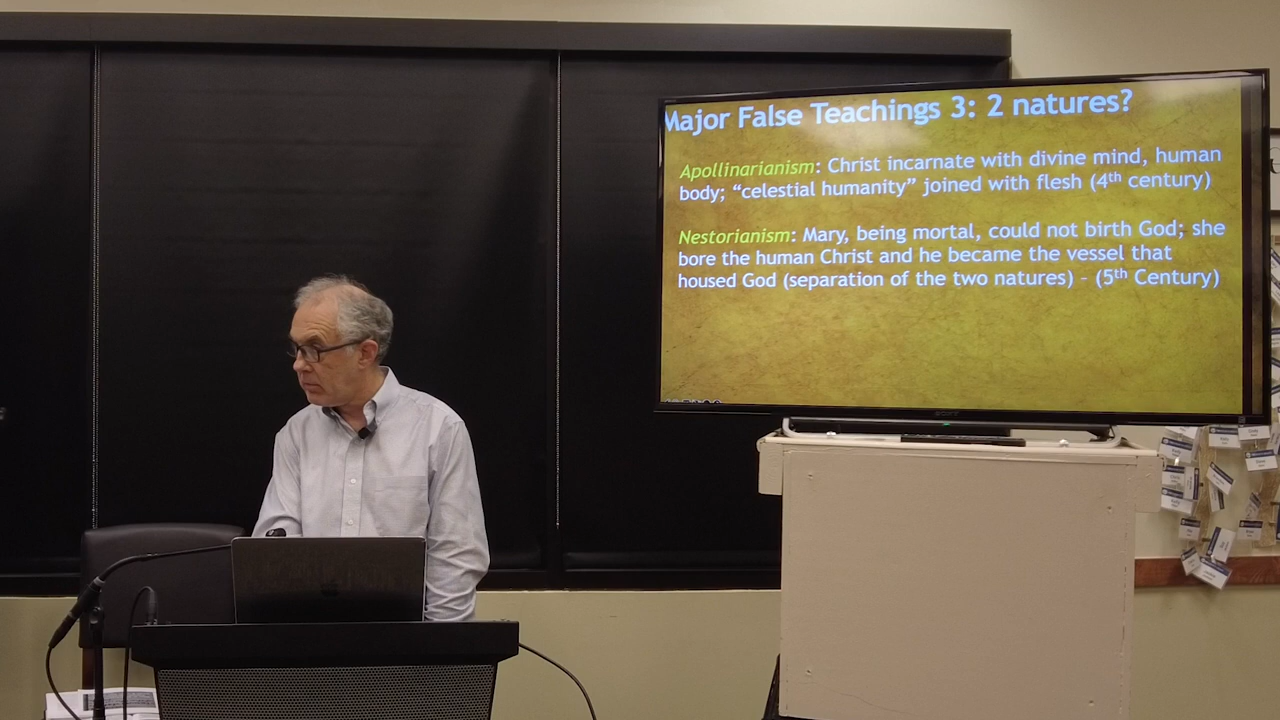 Major False Teachings 3: 2 natures?
Apollinarianism: Christ incarnate with divine mind, human
body; “celestial humanity” joined with flesh (4th century)
Nestorianism: Mary, being mortal, could not birth God; she
bore the human Christ and he became the vessel that
housed God (separation of the two natures) – (5th Century)
SONY